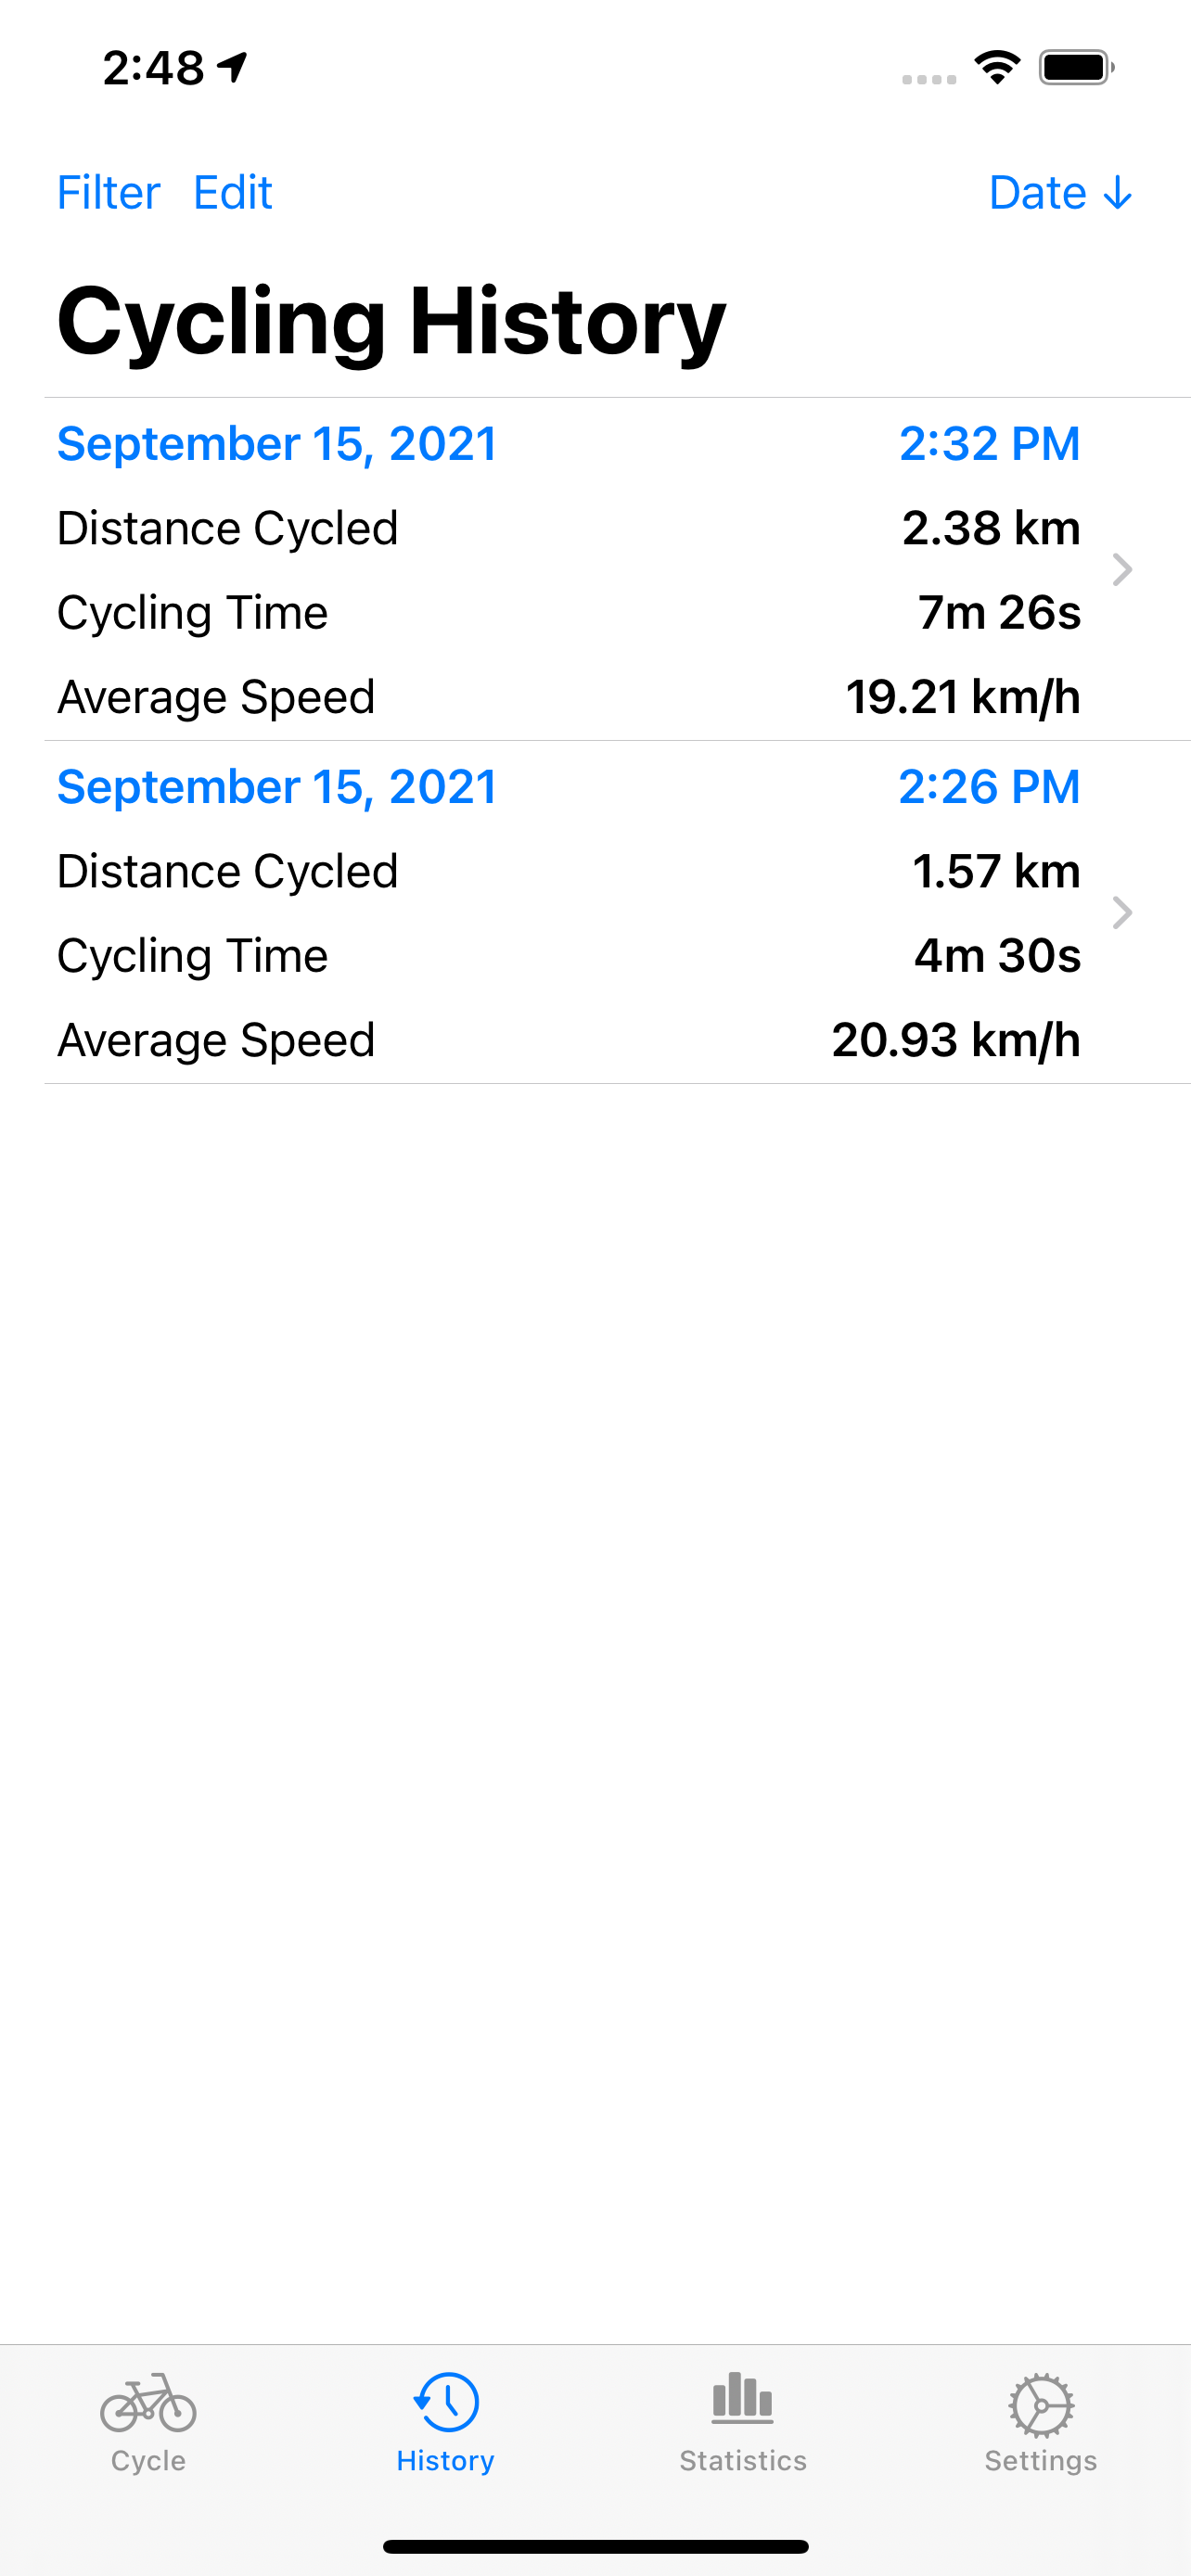 2:48
Filter Edit Date ↓
Cycling History
September 15, 2021 2:32 PM
Distance Cycled 2.38 km
Cycling Time 7m 26s
Average Speed 19.21 km/h
September 15, 2021 2:26 PM
Distance Cycled 1.57 km
Cycling Time 4m 30s
Average Speed 20.93 km/h
Cycle History Statistics Settings